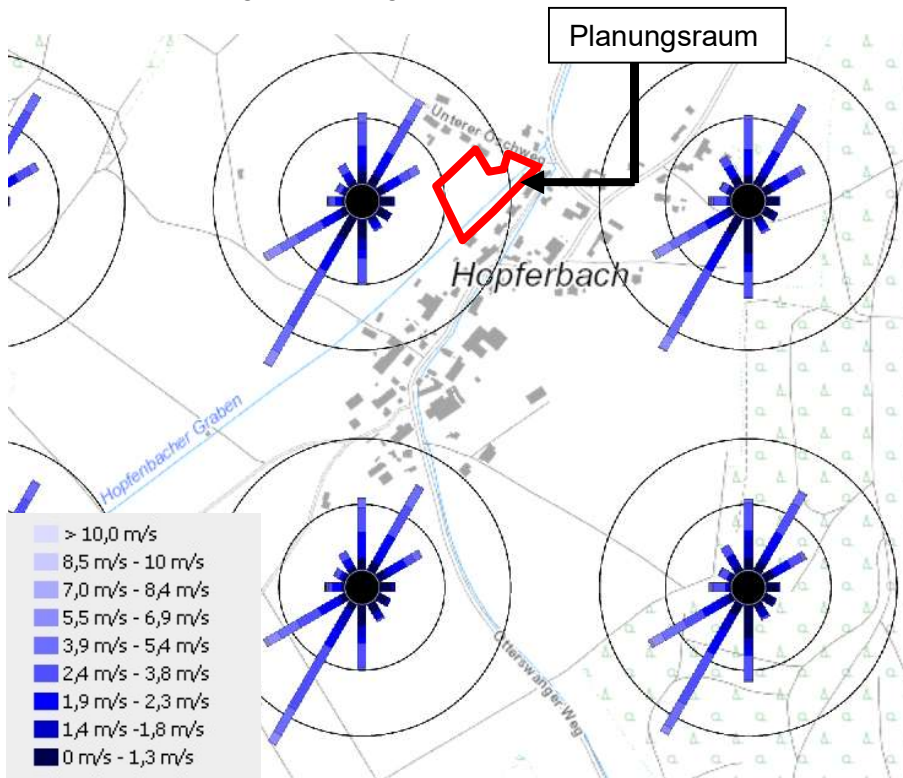 Planungsraum
Unterer Öschweg
Hopferbach
Hopfenbacher Graben
Otterswanger Weg
> 10,0 m/s
8,5 m/s - 10 m/s
7,0 m/s - 8,4 m/s
5,5 m/s - 6,9 m/s
3,9 m/s - 5,4 m/s
2,4 m/s - 3,8 m/s
1,9 m/s - 2,3 m/s
1,4 m/s -1,8 m/s
0 m/s - 1,3 m/s